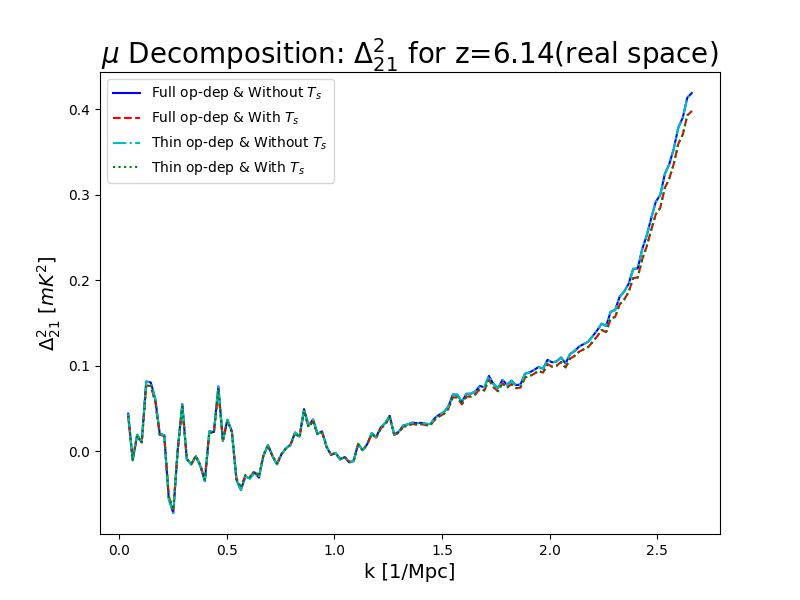 μ Decomposition: Δ²₂₁ for z=6.14(real space)
Full op-dep & Without Tₛ
Full op-dep & With Tₛ
Thin op-dep & Without Tₛ
Thin op-dep & With Tₛ
Δ²₂₁ [mK²]
0.4
0.3
0.2
0.1
0.0
0.0 0.5 1.0 1.5 2.0 2.5
k [1/Mpc]